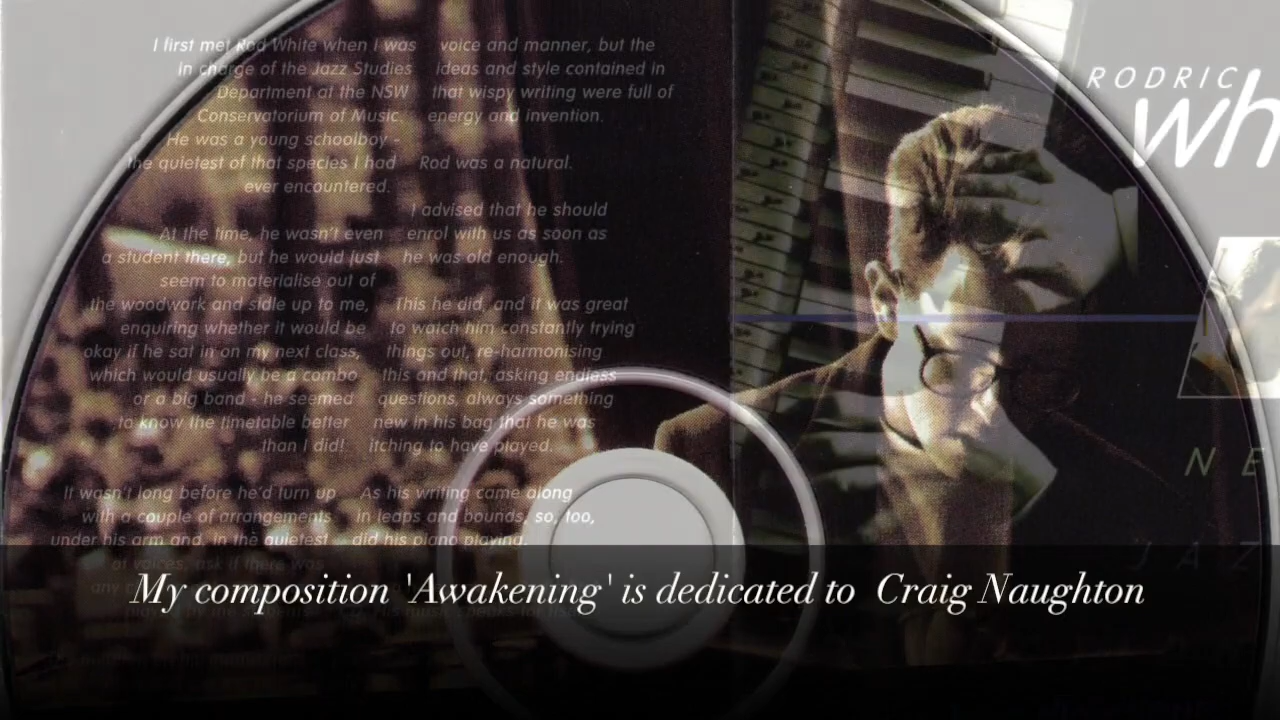 I first met Rod White when I was
in charge of the Jazz Studies
Department at the NSW
Conservatorium of Music.
He was a young schoolboy -
the quietest of that species I had
ever encountered.
At the time, he wasn't even
a student there, but he would just
seem to materialise out of
the woodwork and sidle up to me,
enquiring whether it would be
okay if he sat in on my next class,
which would usually be a combo
or a big band - he seemed
to know the timetable better
than I did!
It wasn't long before he'd turn up
with a couple of arrangements
under his arm and, in the quietest
of voices, ask if there was
any
voice and manner, but the
ideas and style contained in
that wispy writing were full of
energy and invention.
Rod was a natural.
I advised that he should
enrol with us as soon as
he was old enough.
This he did, and it was great
to watch him constantly trying
things out, re-harmonising
this and that, asking endless
questions, always something
new in his bag that he was
itching to have played.
As his writing came along
in leaps and bounds, so, too,
did his piano playing.
RODRIC
wh
NE
JAZ
My composition 'Awakening' is dedicated to Craig Naughton